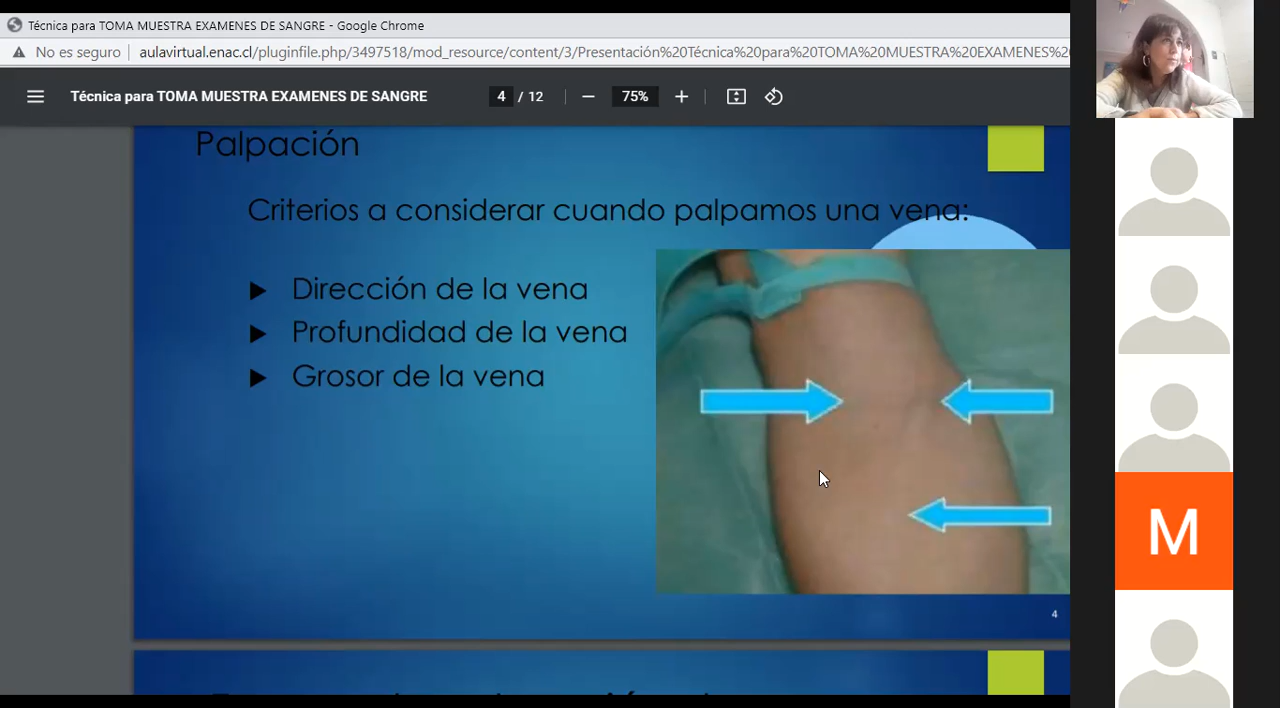 Técnica para TOMA MUESTRA EXAMENES DE SANGRE - Google Chrome
No es seguro aulavirtual.enac.cl/pluginfile.php/3497518/mod_resource/content/3/Presentación%20Técnica%20para%20TOMA%20MUESTRA%20EXAMENES%
Técnica para TOMA MUESTRA EXAMENES DE SANGRE 4 / 12 75%
Palpación
Criterios a considerar cuando palpamos una vena:
Dirección de la vena
Profundidad de la vena
Grosor de la vena
M
4